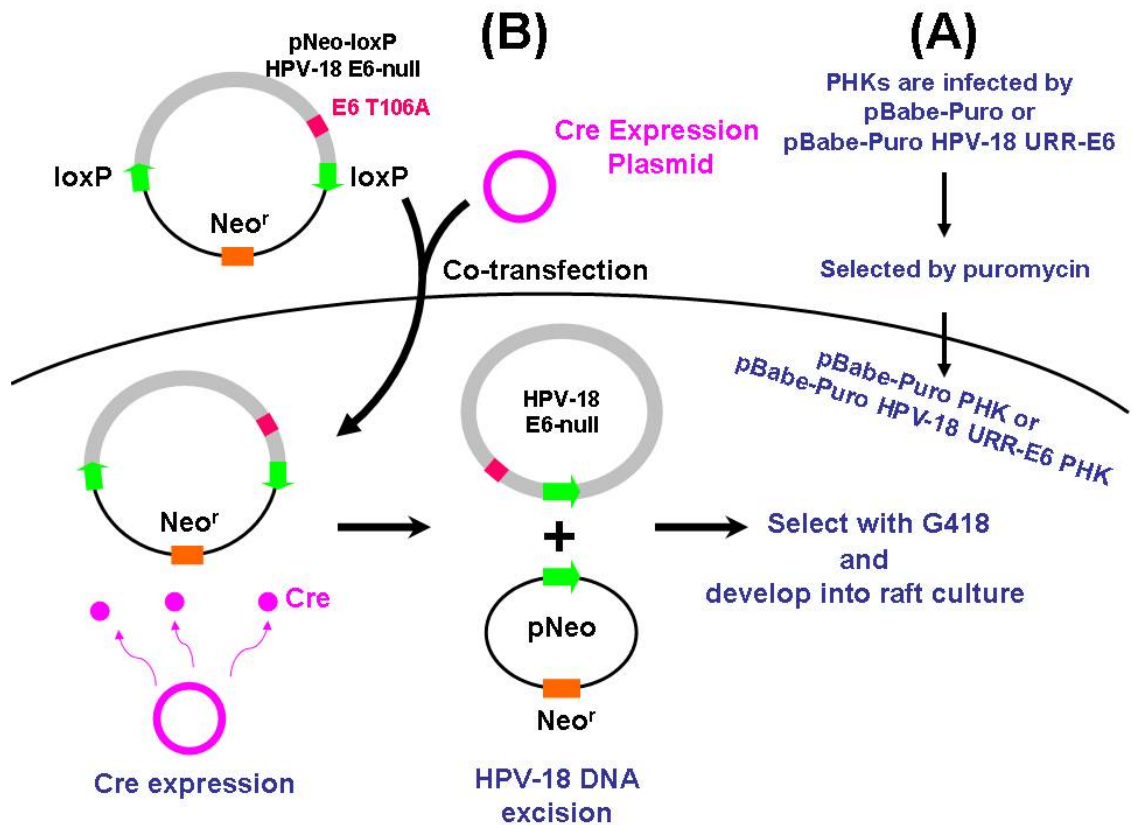 (B)
(A)
pNeo-loxP
HPV-18 E6-null
E6 T106A
loxP
loxP
Neoʳ
Cre Expression
Plasmid
Co-transfection
PHKs are infected by
pBabe-Puro or
pBabe-Puro HPV-18 URR-E6
Selected by puromycin
pBabe-Puro PHK or
pBabe-Puro HPV-18 URR-E6 PHK
Neoʳ
Cre
Cre expression
HPV-18
E6-null
+
pNeo
Neoʳ
HPV-18 DNA
excision
Select with G418
and
develop into raft culture